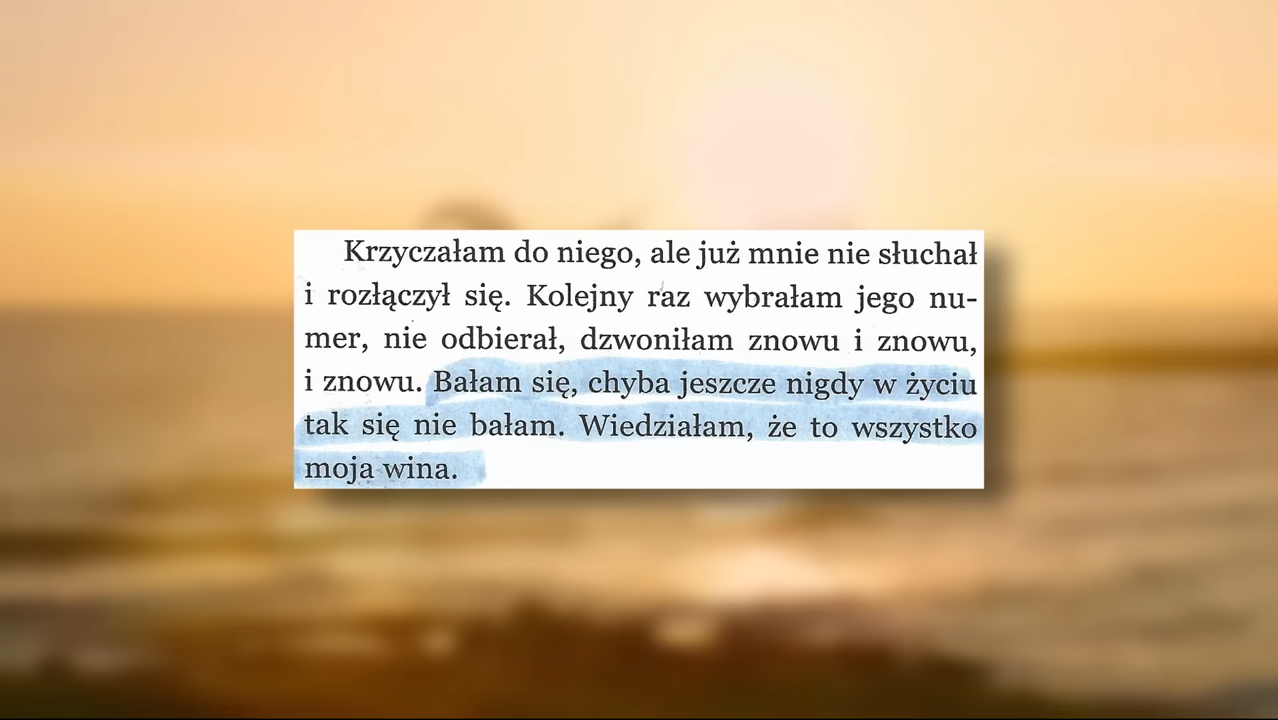 Krzyczałam do niego, ale już mnie nie słuchał
i rozłączył się. Kolejny raz wybrałam jego nu-
mer, nie odbierał, dzwoniłam znowu i znowu,
i znowu. Bałam się, chyba jeszcze nigdy w życiu
tak się nie bałam. Wiedziałam, że to wszystko
moja wina.